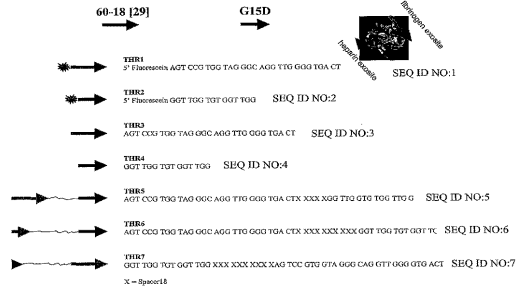 60-18 [29] G15D
fibrinogen exosite
heparin exosite
THR1
5' Fluorescein AGT CCG TGG TAG GGC AGG TTG GGG TGA CT SEQ ID NO:1
THR2
5' Fluorescein GGT TGG TGT GGT TGG SEQ ID NO:2
THR3
AGT CCG TGG TAG GGC AGG TTG GGG TGA CT SEQ ID NO:3
THR4
GGT TGG TGT GGT TGG SEQ ID NO:4
THR5
AGT CCG TGG TAG GGC AGG TTG GGG TGA CTX XXX XGG TTG GTG TGG TTG G SEQ ID NO:5
THR6
AGT CCG TGG TAG GGC AGG TTG GGG TGA CTX XXX XXX XXX GGT TGG TGT GGT TG SEQ ID NO:6
THR7
GGT TGG TGT GGT TGG XXX XXX XXX XAG TCC GTG GTA GGG CAG GTT GGG GTG ACT SEQ ID NO:7
X = Spacer18